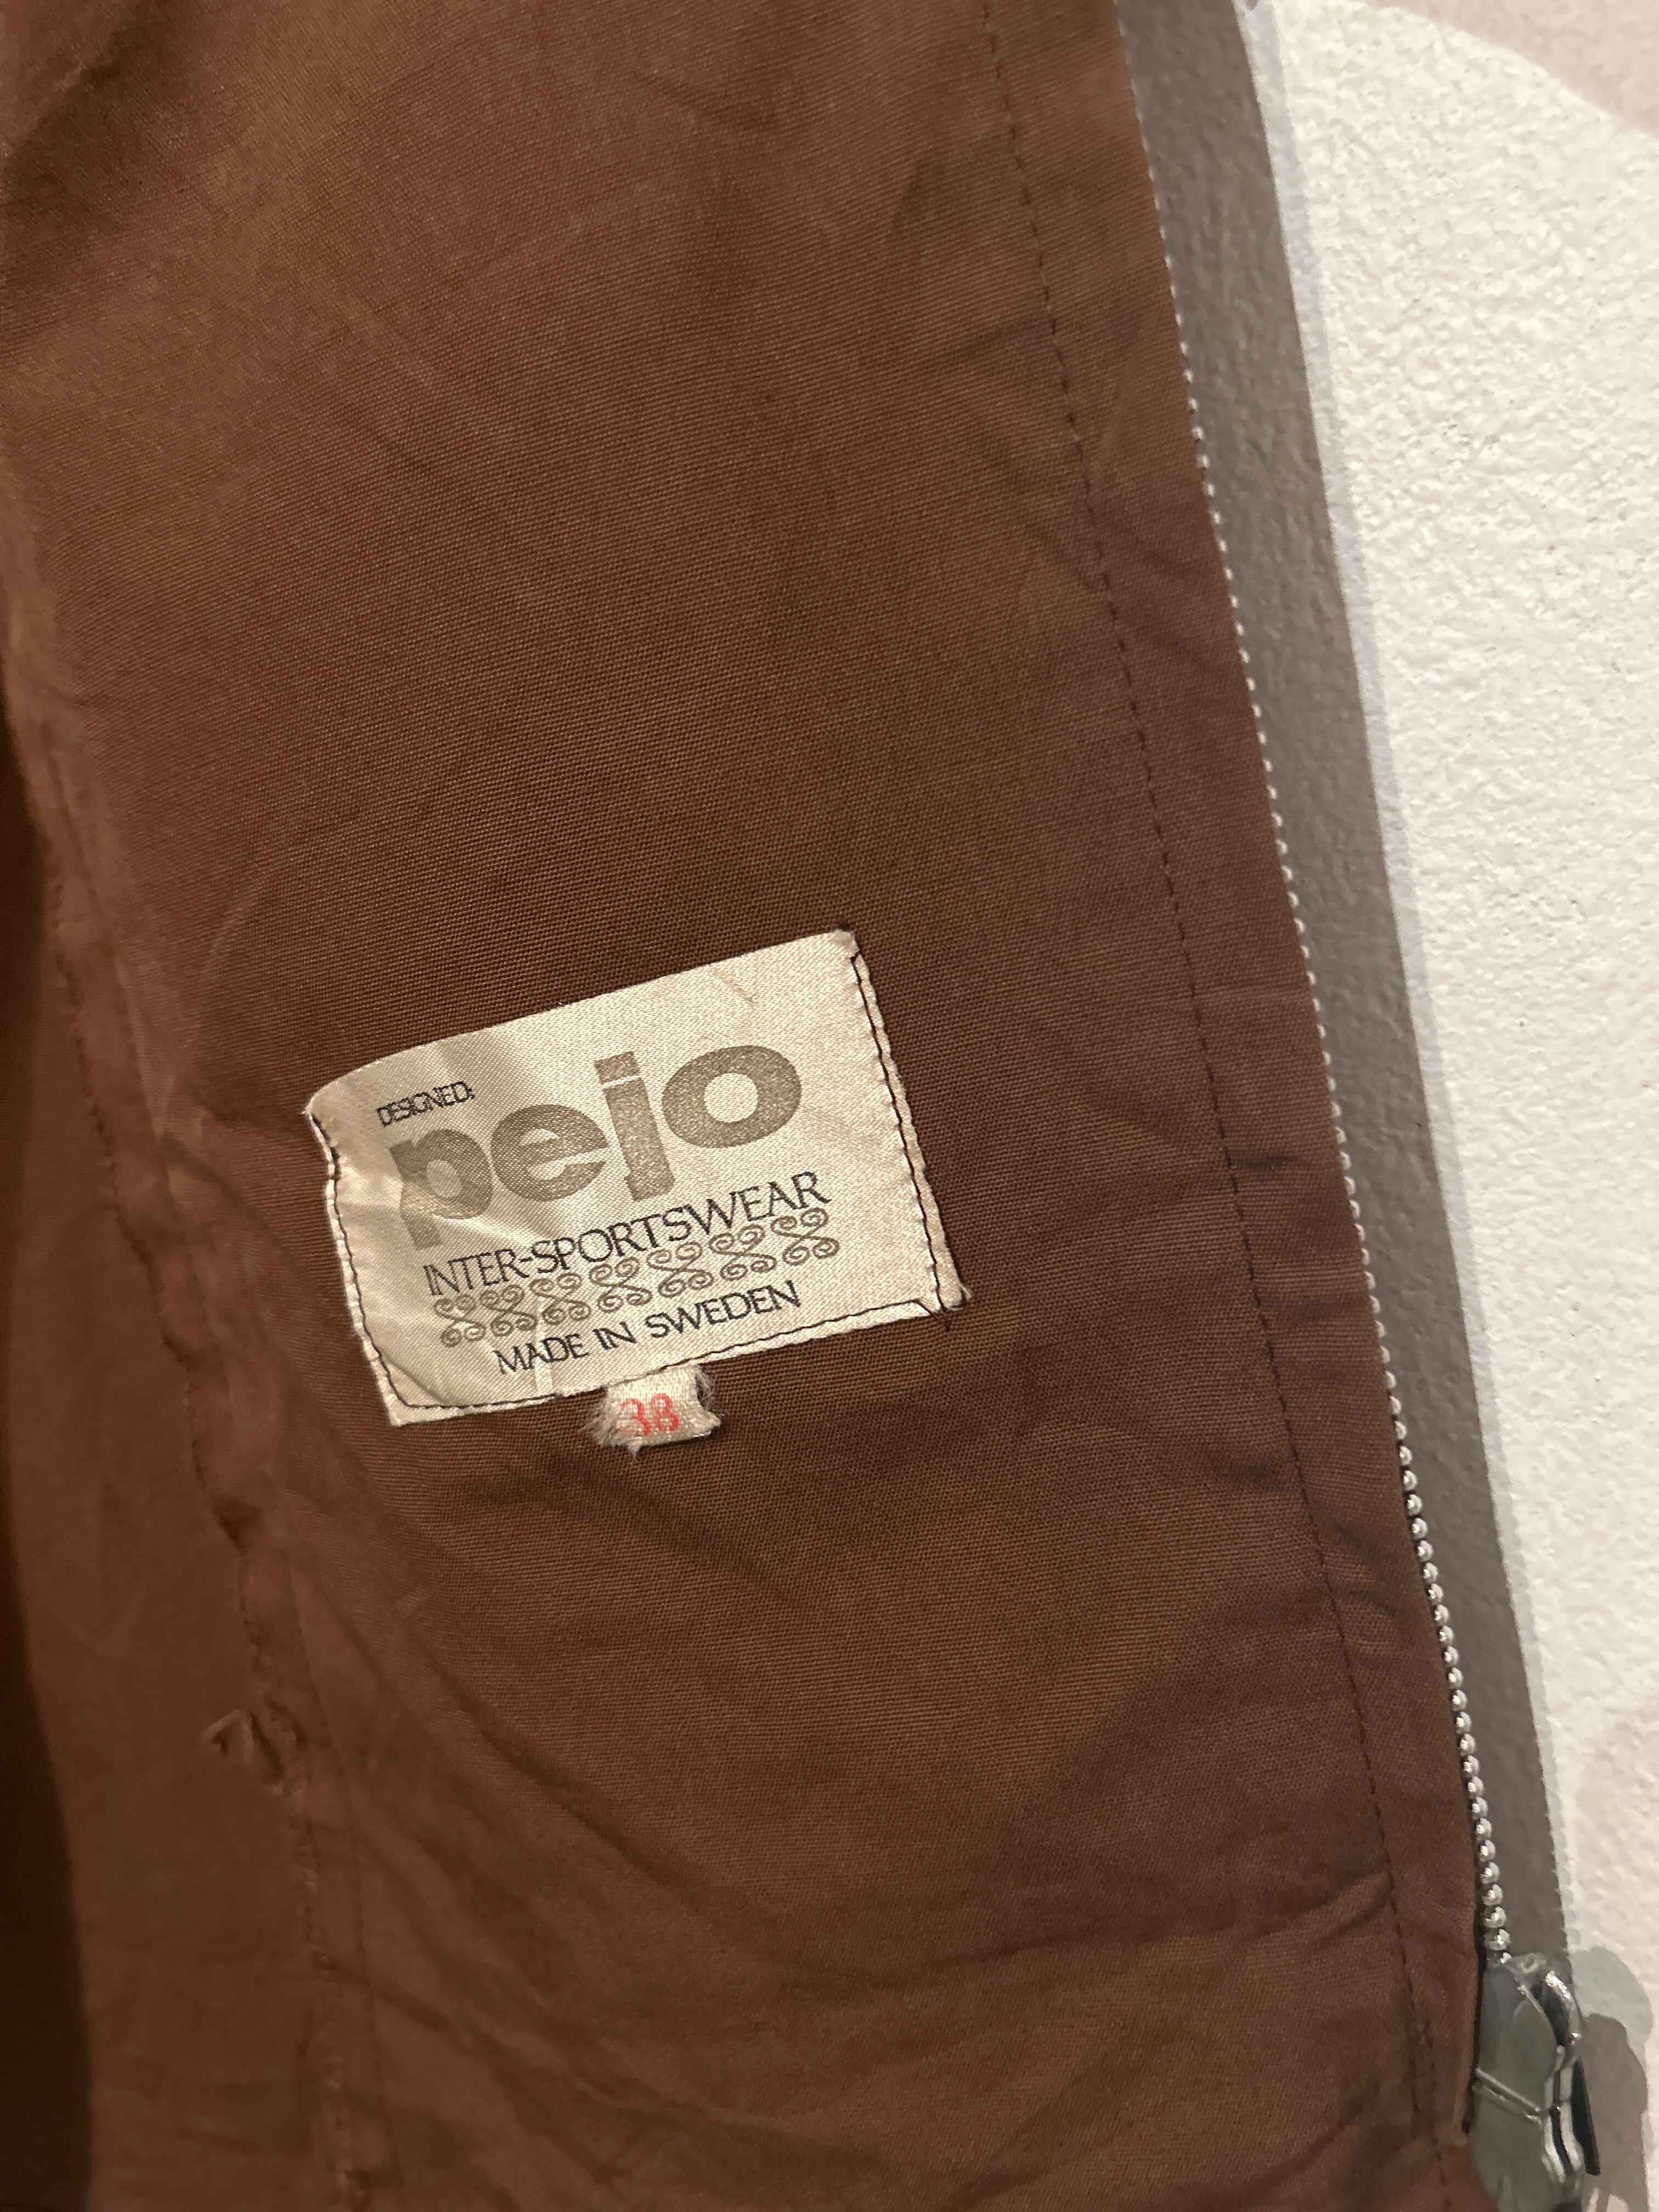 DESIGNED:
pejo
INTER-SPORTSWEAR
MADE IN SWEDEN
38